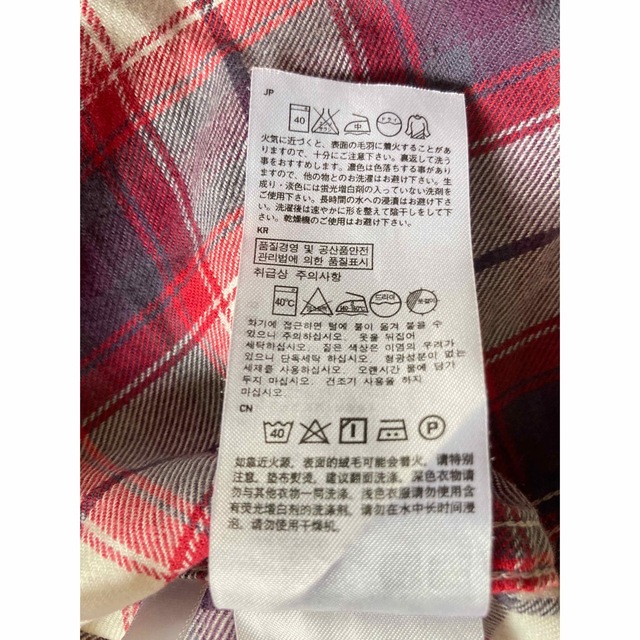 JP
40
中
ドライ
火気に近づくと、表面の毛羽に着火することがあ
りますので、十分にご注意下さい。裏返して洗う
事をおすすめします。濃色は色落ちする事があり
ますので、他の物とのお洗濯はお避け下さい。生
成り・淡色には蛍光増白剤の入っていない洗剤を
ご使用下さい。長時間の水への浸漬はお避け下さ
い。洗濯後は速やかに形を整えて陰干しをして下
さい。乾燥機のご使用はお避け下さい。
KR
품질경영 및 공산품안전
관리법에 의한 품질표시
취급상 주의사항
40℃
드라이
옷걸이
화기에 접근하면 털에 불이 옮겨 붙을 수
있으니 주의하십시오. 옷을 뒤집어
세탁하십시오. 짙은 색상은 이염의 우려가
있으니 단독세탁 하십시오. 형광성분이 없는
세제를 사용하십시오. 오랜시간 물에 담가
두지 마십시오. 건조기 사용을 하지
마십시오.
CN
40
P
如靠近火源，表面的绒毛可能会着火，请特别
注意。垫布熨烫。建议翻面洗涤。深色衣物请
勿与其他衣物一同洗涤。浅色衣服请勿使用含
有荧光增白剂的洗涤剂。请勿在水中长时间浸
泡。请勿使用干燥机。